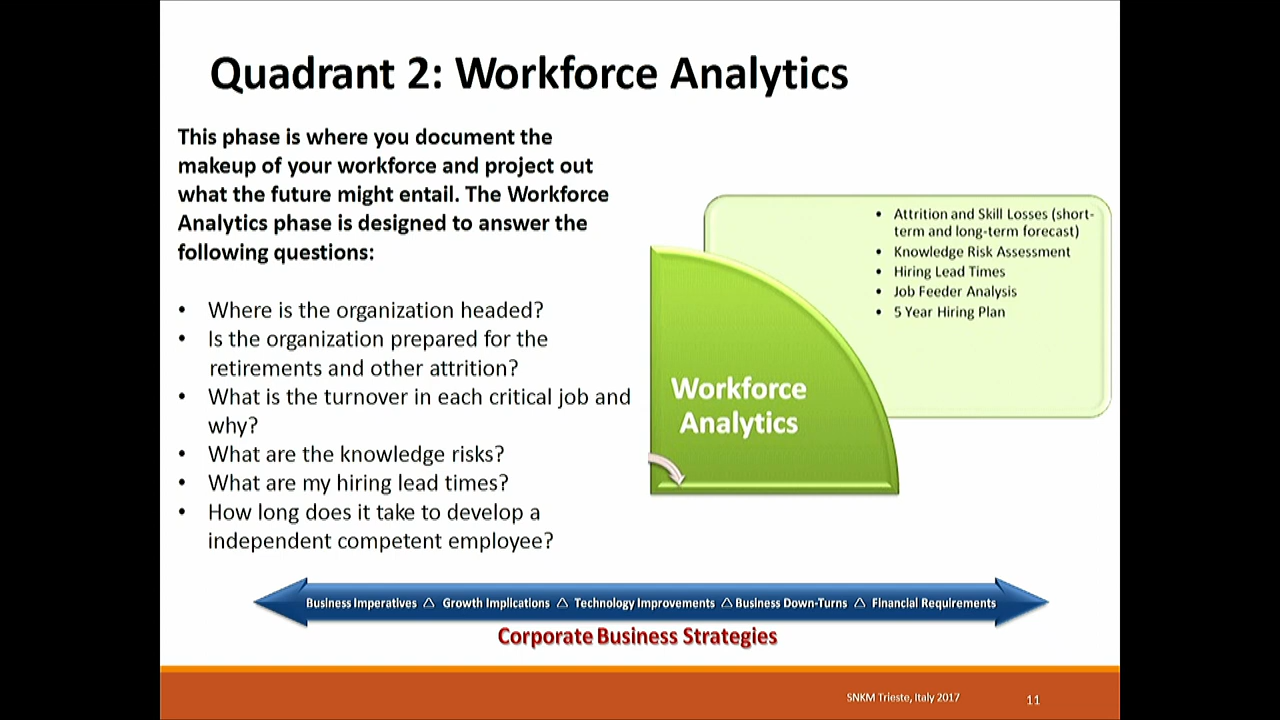 Quadrant 2: Workforce Analytics
This phase is where you document the
makeup of your workforce and project out
what the future might entail. The Workforce
Analytics phase is designed to answer the
following questions:
• Where is the organization headed?
• Is the organization prepared for the
retirements and other attrition?
• What is the turnover in each critical job and
why?
• What are the knowledge risks?
• What are my hiring lead times?
• How long does it take to develop a
independent competent employee?
• Attrition and Skill Losses (short-
term and long-term forecast)
• Knowledge Risk Assessment
• Hiring Lead Times
• Job Feeder Analysis
• 5 Year Hiring Plan
Workforce
Analytics
Business Imperatives △ Growth Implications △ Technology Improvements △ Business Down-Turns △ Financial Requirements
Corporate Business Strategies
SNKM Trieste, Italy 2017
11